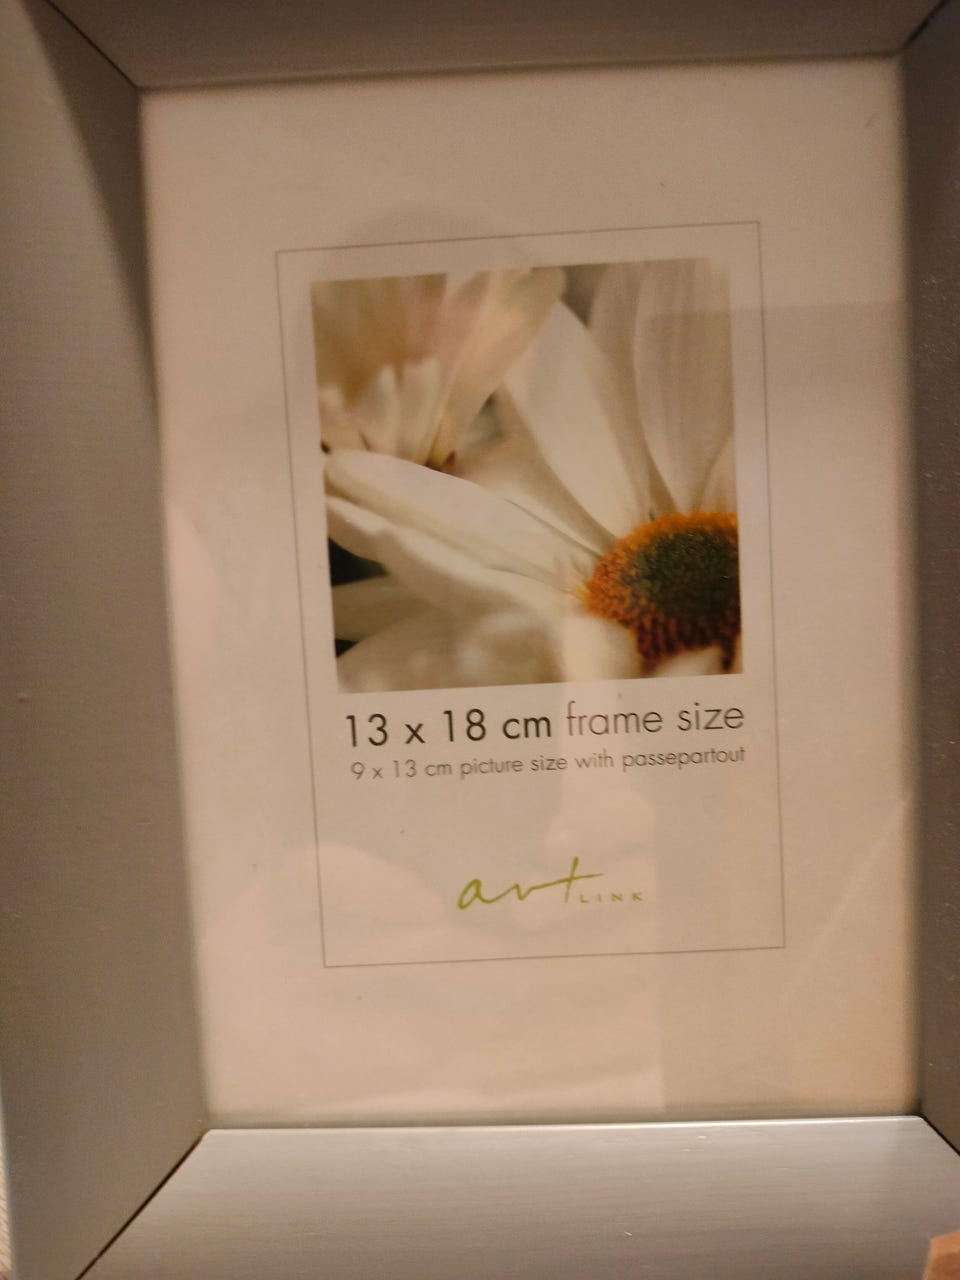 13 x 18 cm frame size
9 x 13 cm picture size with passepartout
art LINK